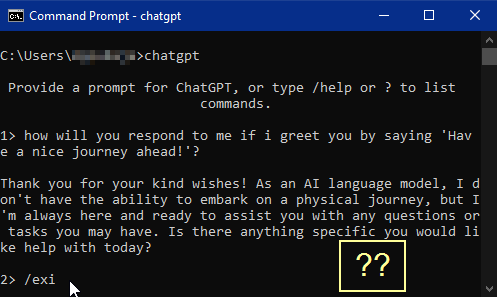 Command Prompt - chatgpt
C:\Users\ >chatgpt
Provide a prompt for ChatGPT, or type /help or ? to list
commands.
1> how will you respond to me if i greet you by saying 'Hav
e a nice journey ahead!'?
Thank you for your kind wishes! As an AI language model, I d
on't have the ability to embark on a physical journey, but I
'm always here and ready to assist you with any questions or
tasks you may have. Is there anything specific you would li
ke help with today?
??
2> /exi